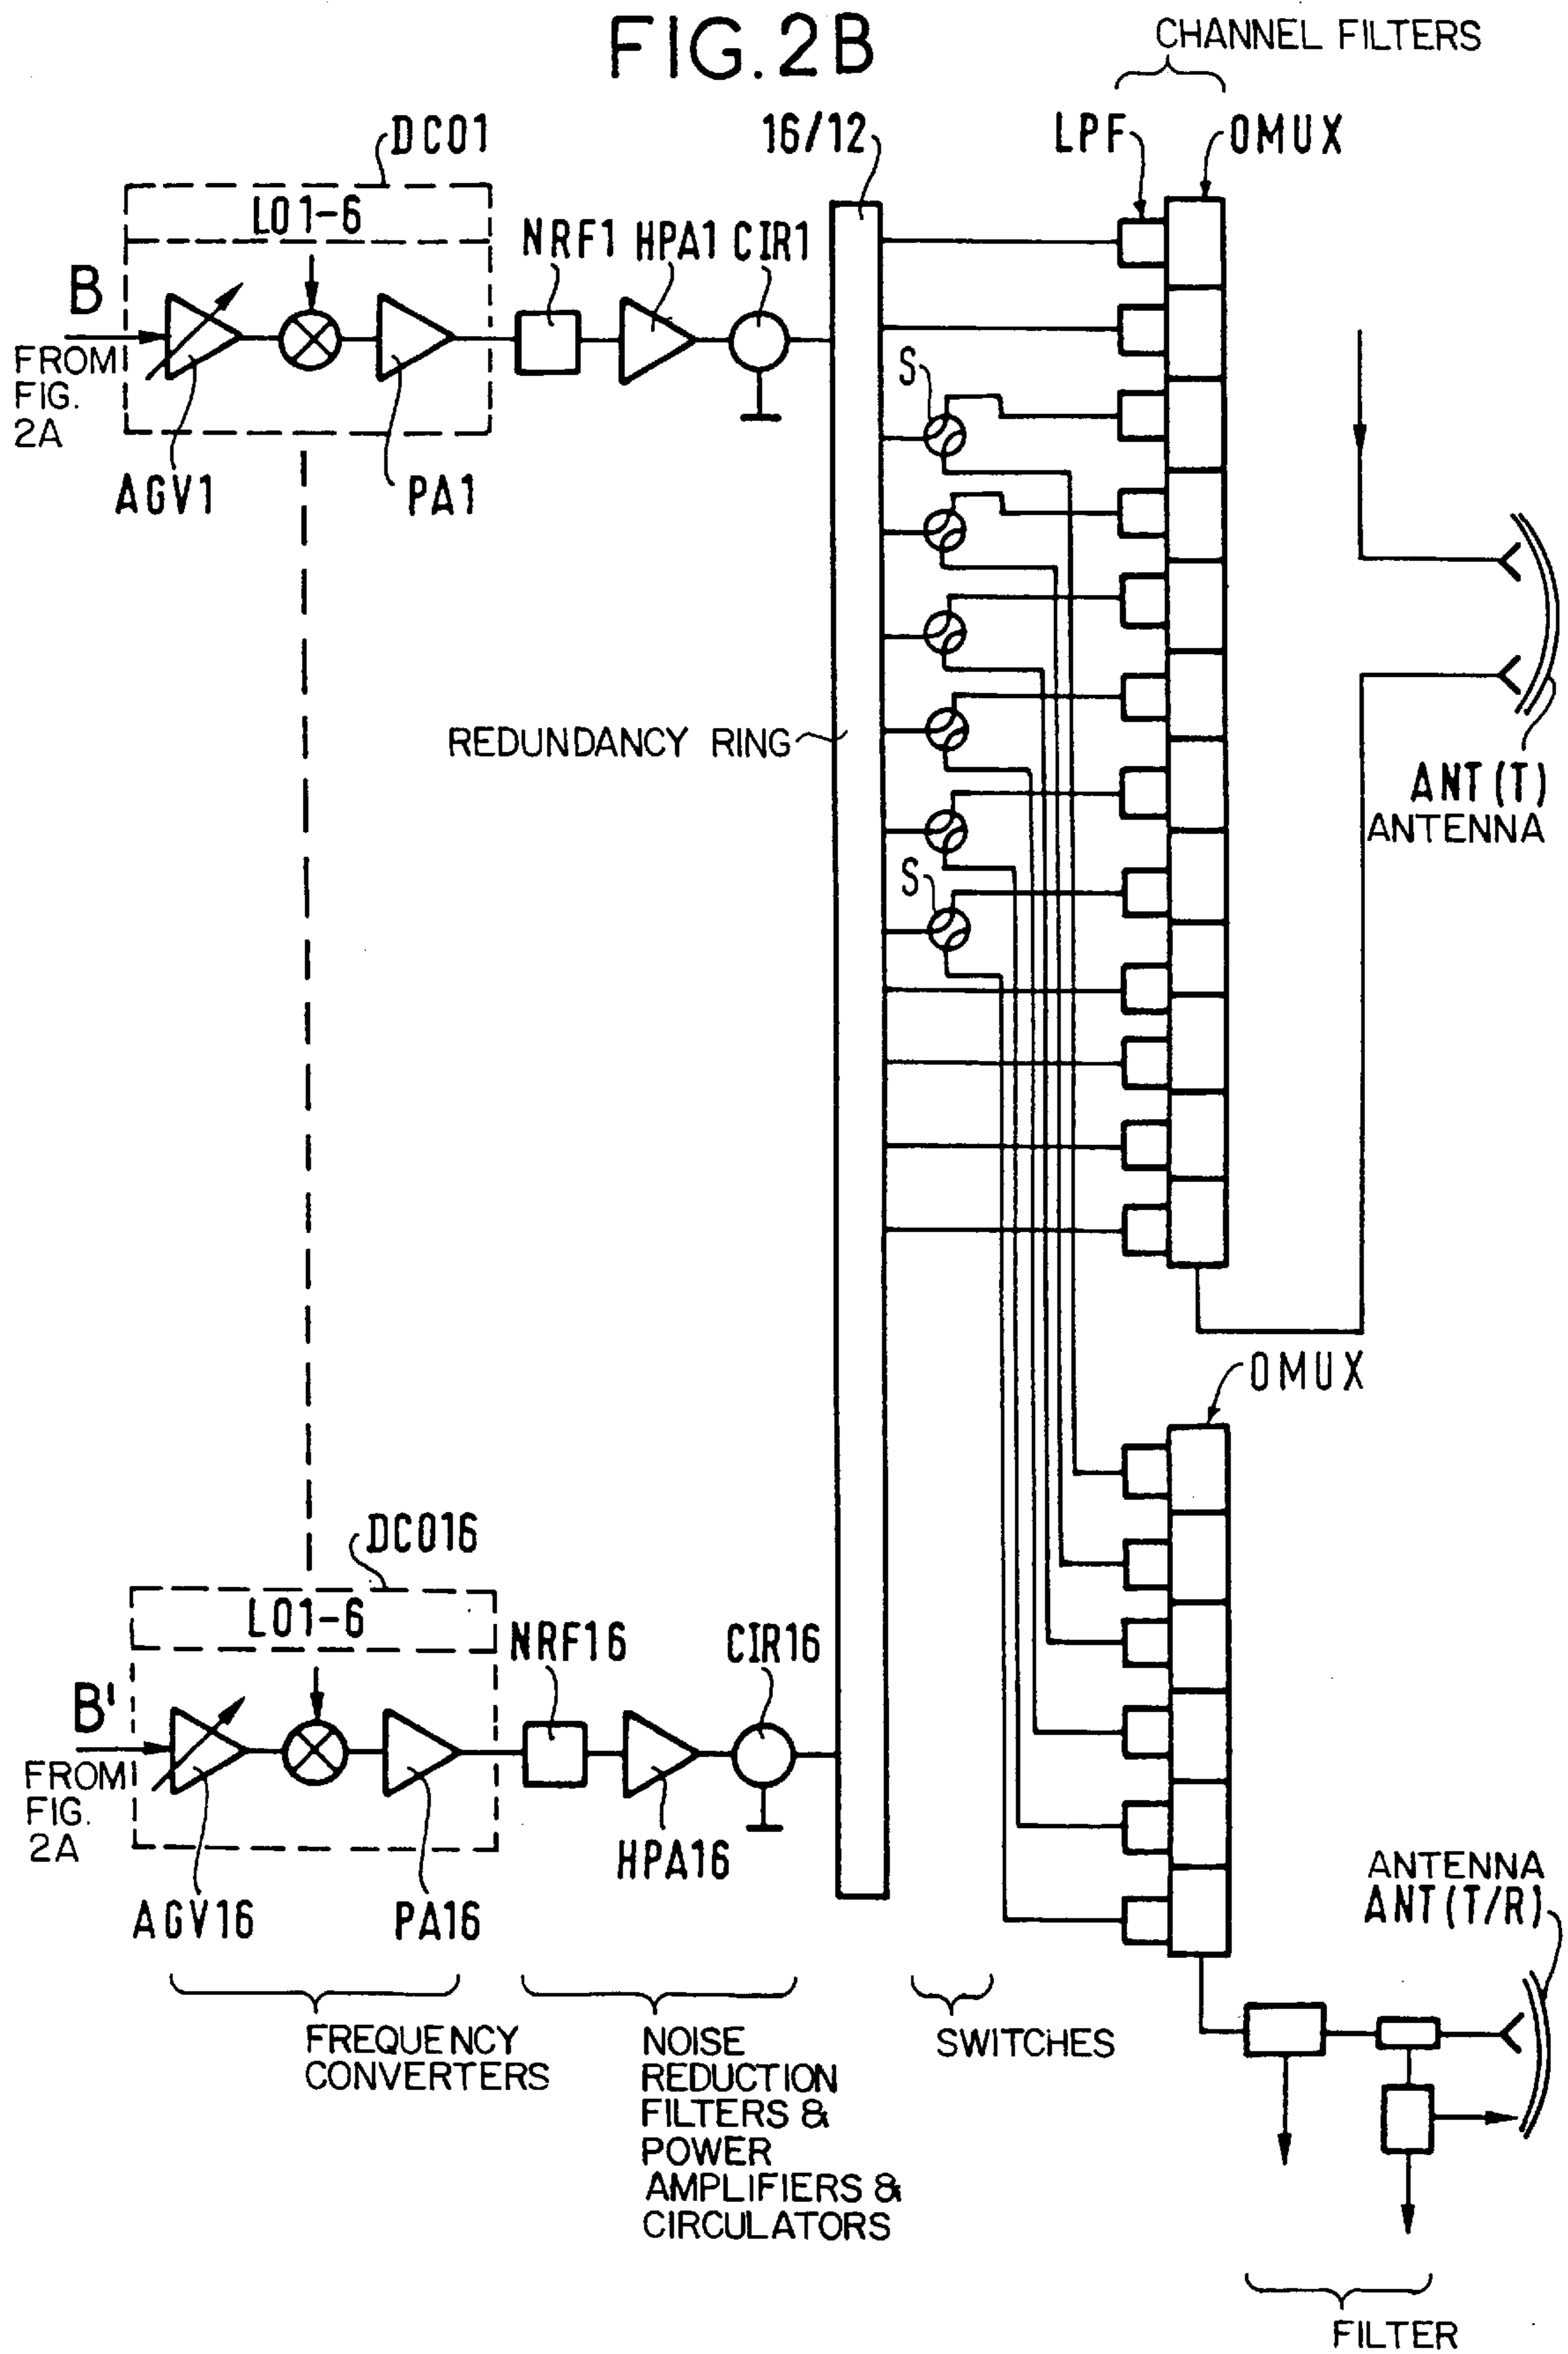 FIG. 2B
CHANNEL FILTERS
DC01
16/12
LPF
OMUX
LO1-6
NRF1
HPA1
CIR1
B
FROM
FIG.
2A
S
AGV1
PA1
REDUNDANCY RING
ANT (T)
ANTENNA
S
OMUX
DC016
LO1-6
NRF16
CIR16
B'
FROM
FIG.
2A
HPA16
AGV16
PA16
ANTENNA
ANT (T/R)
FREQUENCY
CONVERTERS
NOISE
REDUCTION
FILTERS &
POWER
AMPLIFIERS &
CIRCULATORS
SWITCHES
FILTER